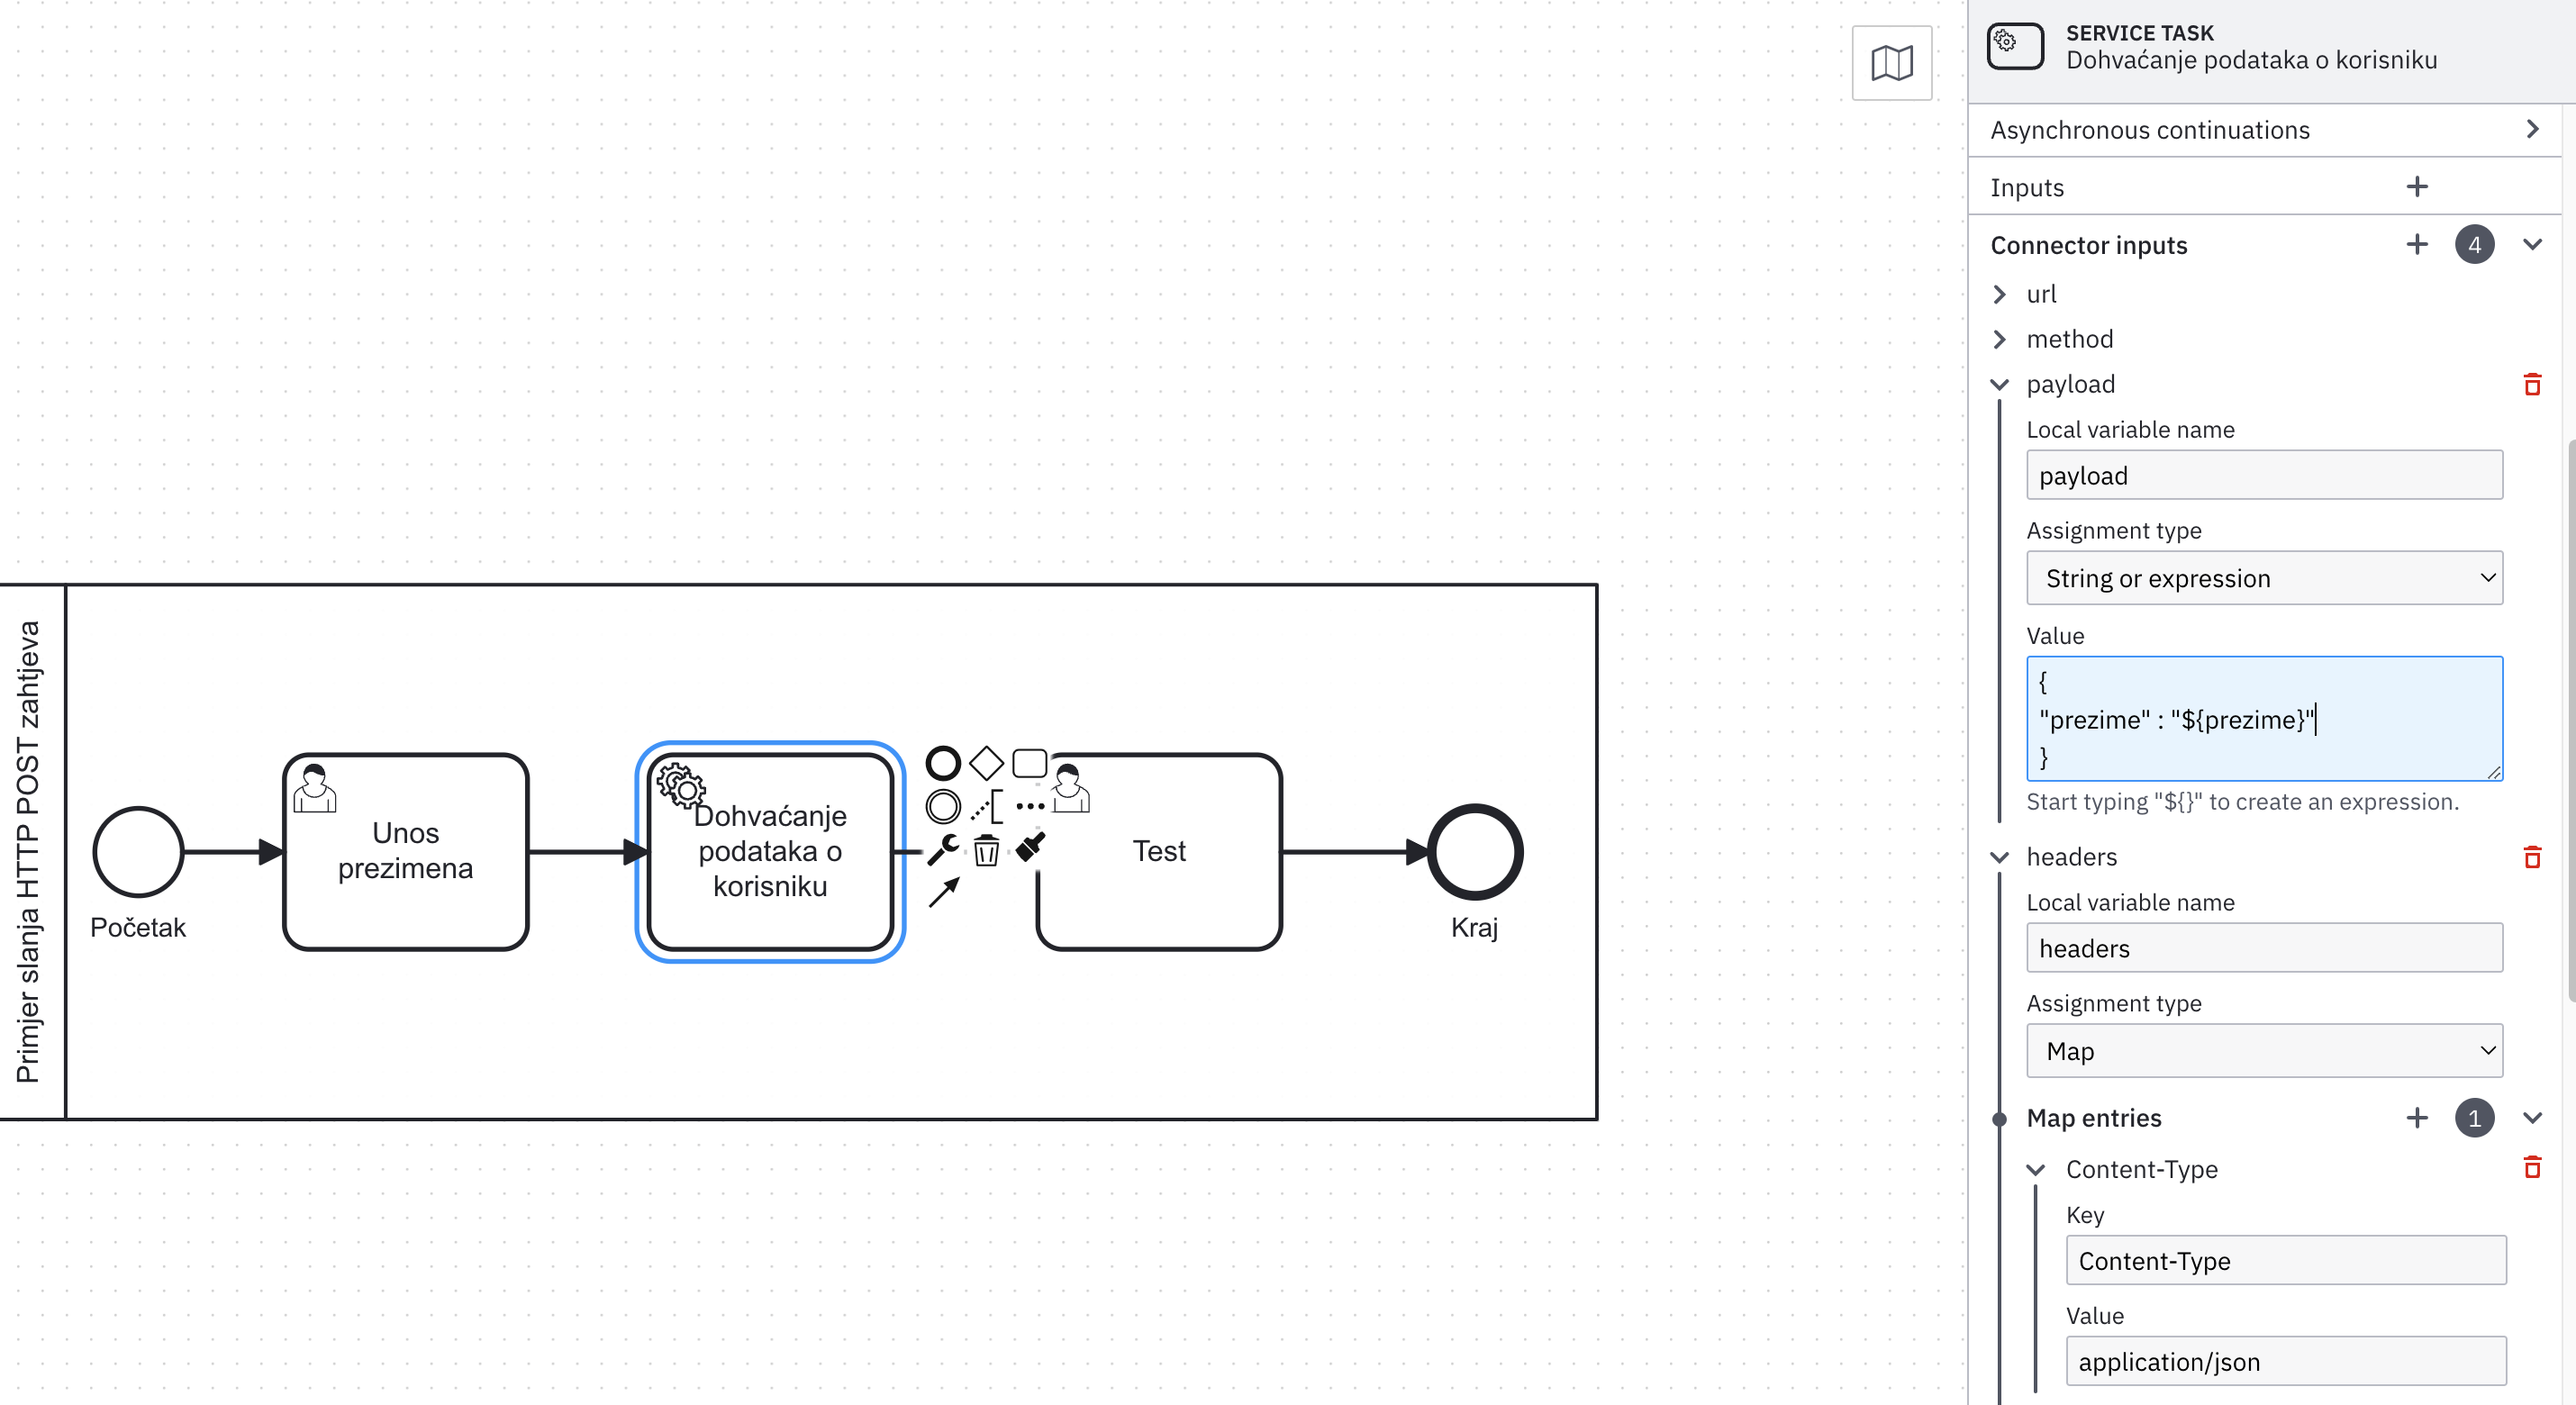 Primjer slanja HTTP POST zahtjeva
Početak
Unos
prezimena
Dohvaćanje
podataka o
korisniku
Test
Kraj
SERVICE TASK
Dohvaćanje podataka o korisniku
Asynchronous continuations
Inputs
Connector inputs 4
url
method
payload
Local variable name
payload
Assignment type
String or expression
Value
{
"prezime" : "${prezime}"
}
Start typing "${}" to create an expression.
headers
Local variable name
headers
Assignment type
Map
Map entries 1
Content-Type
Key
Content-Type
Value
application/json